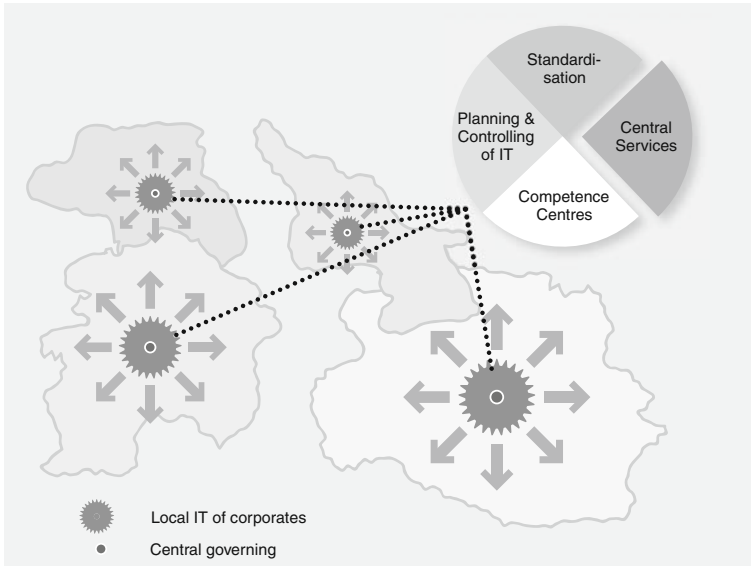 Standardi-
sation
Planning &
Controlling
of IT
Central
Services
Competence
Centres
Local IT of corporates
Central governing